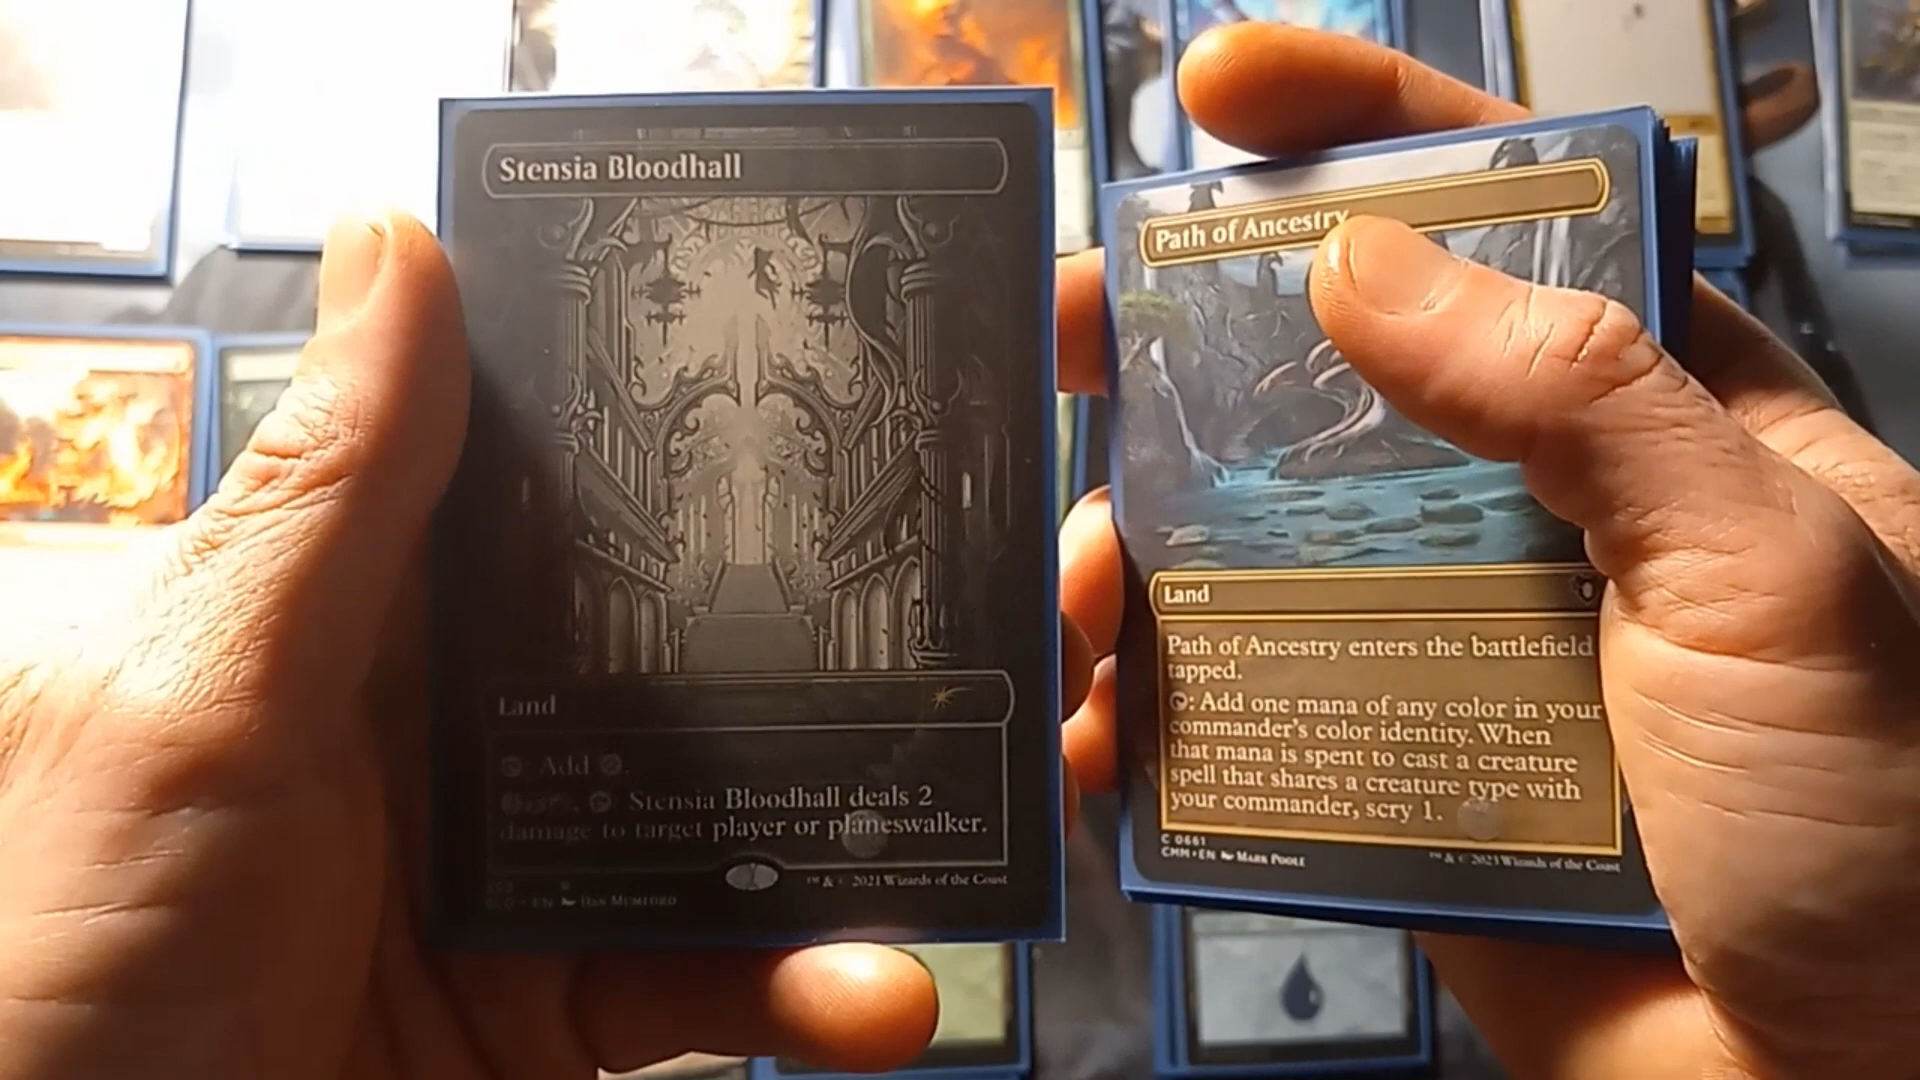 Stensia Bloodhall
Land
Add
Stensia Bloodhall deals 2
damage to target player or planeswalker.
EN DAN MUMFORD
™ & © 2021 Wizards of the Coast
Path of Ancestry
Land
Path of Ancestry enters the battlefield
tapped.
: Add one mana of any color in your
commander's color identity. When
that mana is spent to cast a creature
spell that shares a creature type with
your commander, scry 1.
C 0661
CMM • EN MARK POOLE
™ & © 2023 Wizards of the Coast